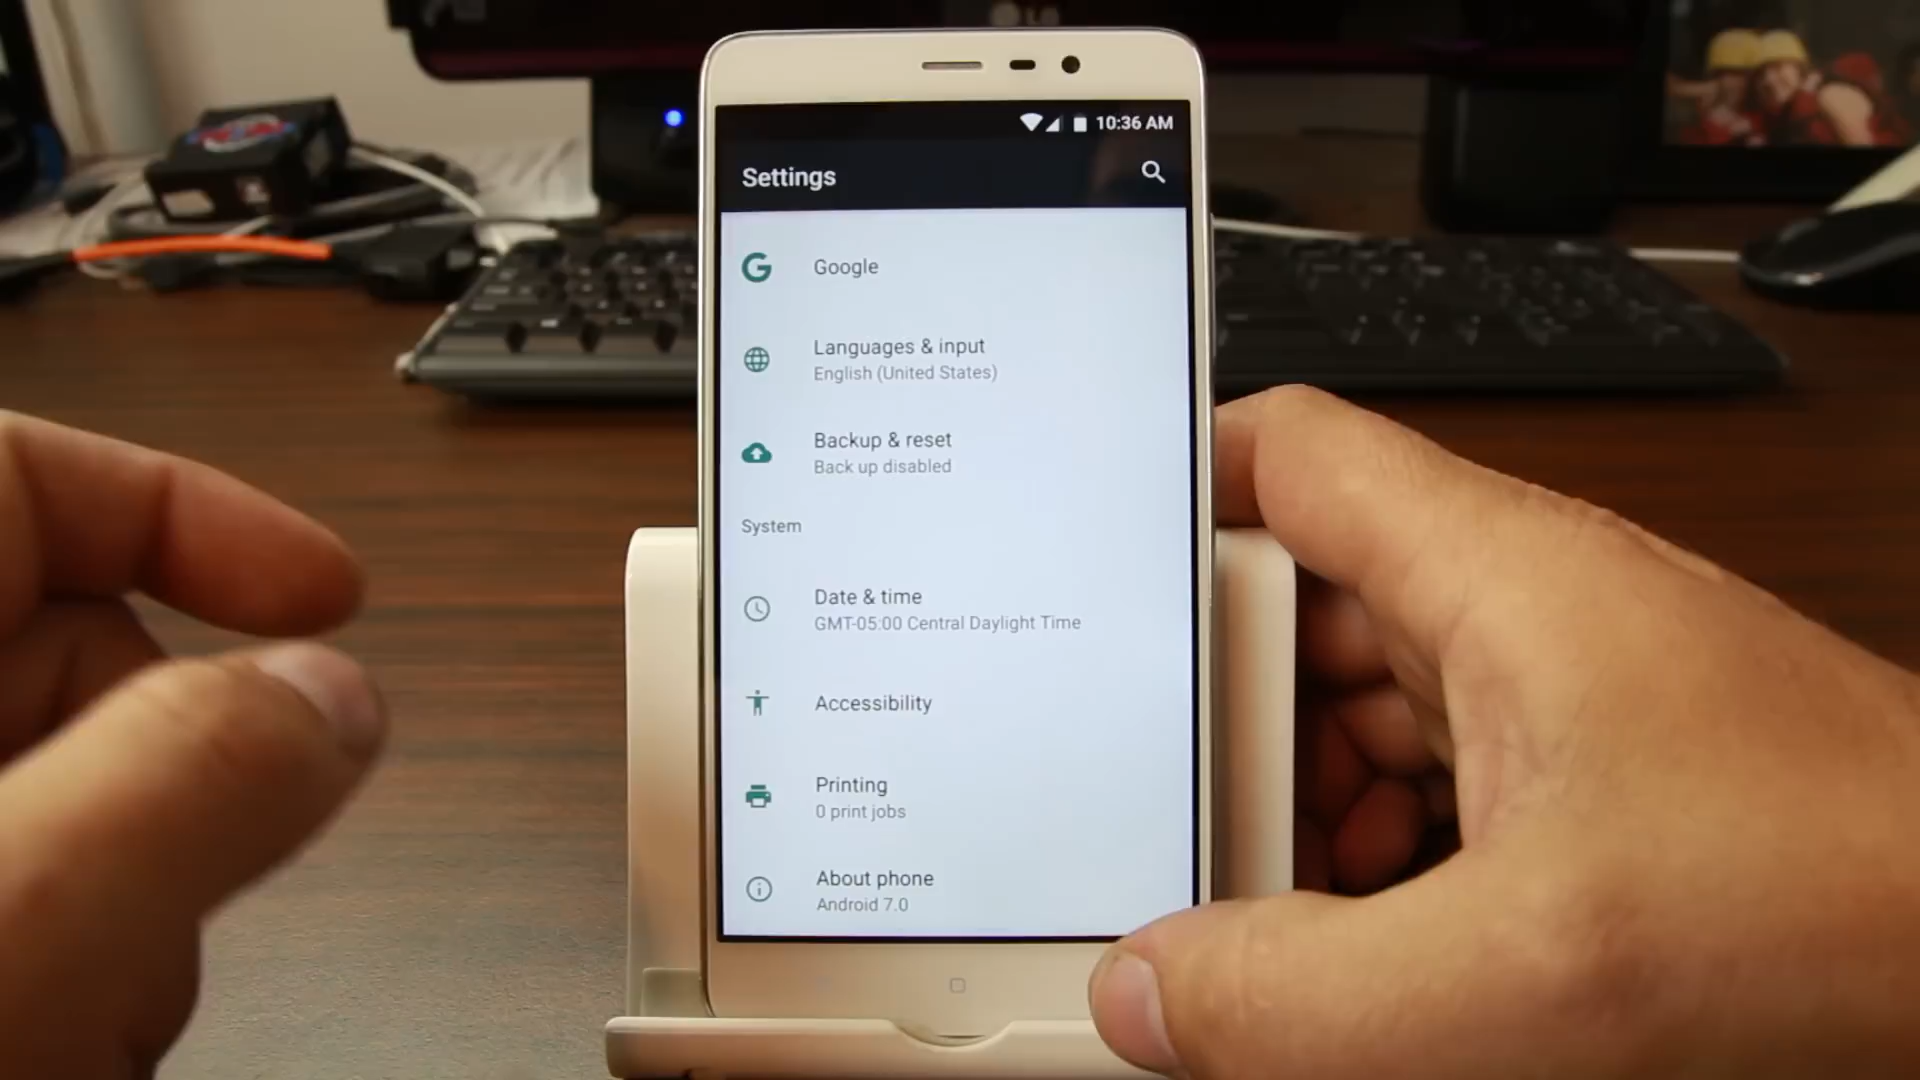 LG
10:36 AM
Settings
Google
Languages & input
English (United States)
Backup & reset
Back up disabled
System
Date & time
GMT-05:00 Central Daylight Time
Accessibility
Printing
0 print jobs
About phone
Android 7.0